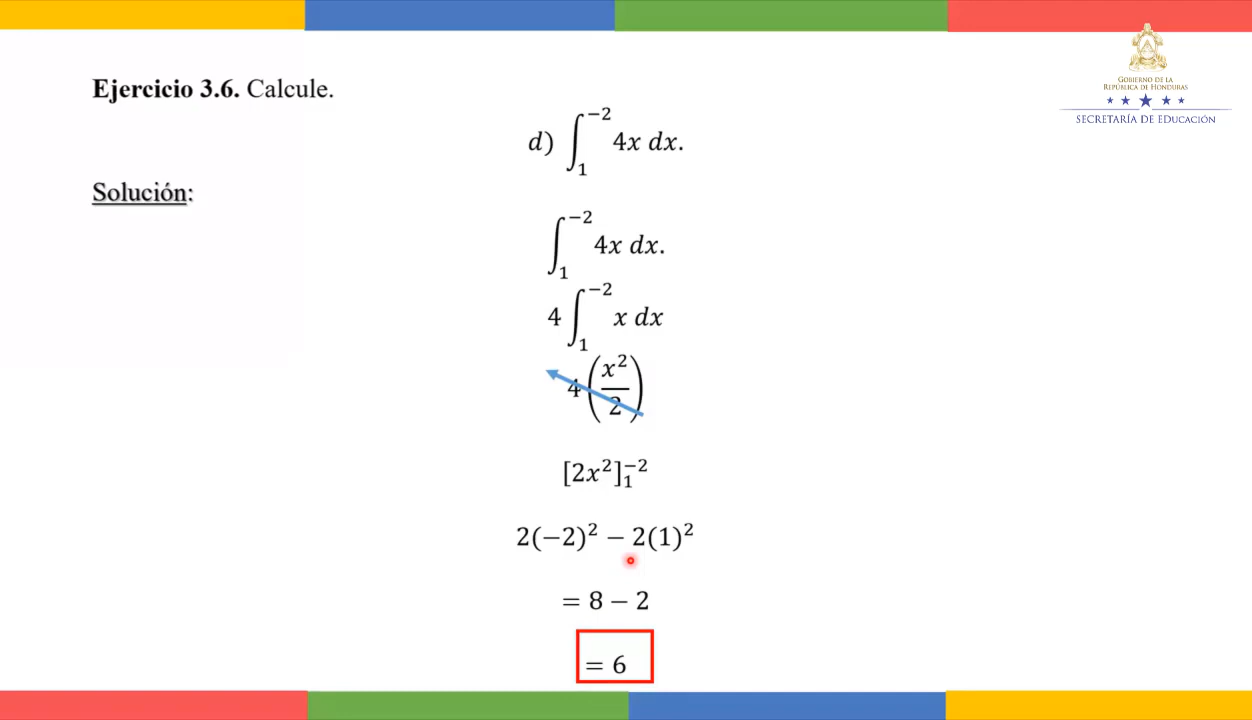 Ejercicio 3.6. Calcule.
GOBIERNO DE LA
REPÚBLICA DE HONDURAS
SECRETARÍA DE EDUCACIÓN
d) ∫₁⁻² 4x dx.
Solución:
∫₁⁻² 4x dx.
4 ∫₁⁻² x dx
4 (x²/2)
[2x²]₁⁻²
2(−2)² − 2(1)²
= 8 − 2
= 6